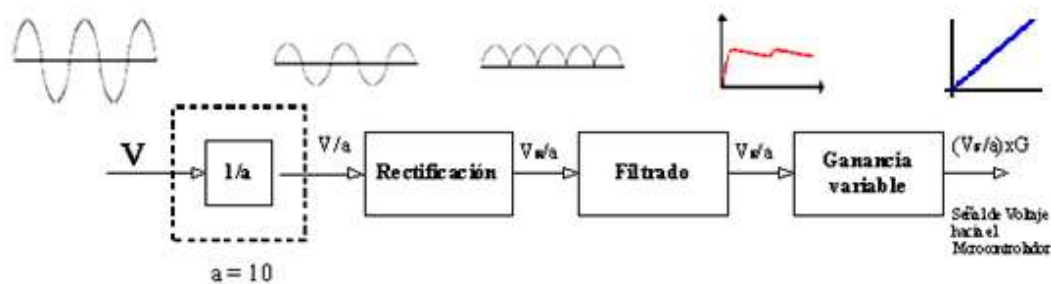 V
1/a
V/a
Rectificación
Filtrado
Ganancia
variable
(Vs/a)xG
Señal de Voltaje
hacia el
Microcontrolador
a = 10